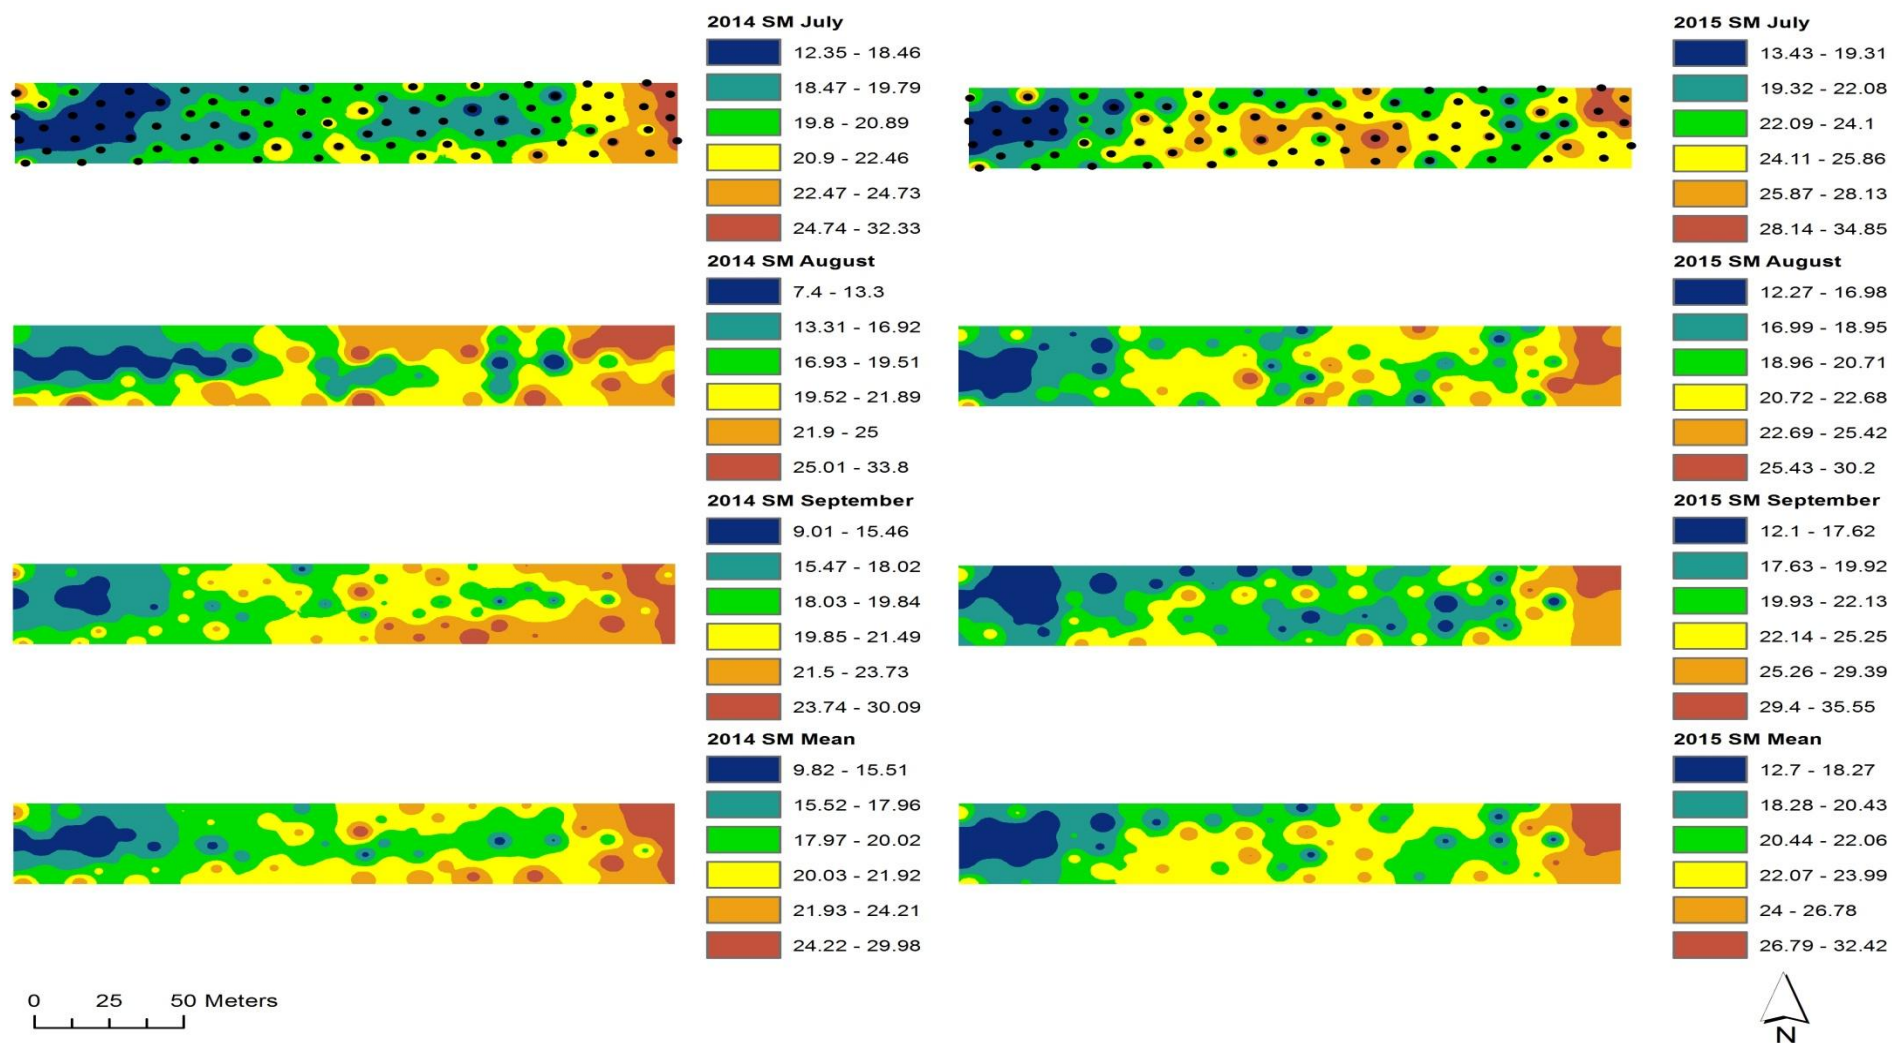 2014 SM July
12.35 - 18.46
18.47 - 19.79
19.8 - 20.89
20.9 - 22.46
22.47 - 24.73
24.74 - 32.33
2014 SM August
7.4 - 13.3
13.31 - 16.92
16.93 - 19.51
19.52 - 21.89
21.9 - 25
25.01 - 33.8
2014 SM September
9.01 - 15.46
15.47 - 18.02
18.03 - 19.84
19.85 - 21.49
21.5 - 23.73
23.74 - 30.09
2014 SM Mean
9.82 - 15.51
15.52 - 17.96
17.97 - 20.02
20.03 - 21.92
21.93 - 24.21
24.22 - 29.98
2015 SM July
13.43 - 19.31
19.32 - 22.08
22.09 - 24.1
24.11 - 25.86
25.87 - 28.13
28.14 - 34.85
2015 SM August
12.27 - 16.98
16.99 - 18.95
18.96 - 20.71
20.72 - 22.68
22.69 - 25.42
25.43 - 30.2
2015 SM September
12.1 - 17.62
17.63 - 19.92
19.93 - 22.13
22.14 - 25.25
25.26 - 29.39
29.4 - 35.55
2015 SM Mean
12.7 - 18.27
18.28 - 20.43
20.44 - 22.06
22.07 - 23.99
24 - 26.78
26.79 - 32.42
0 25 50 Meters
N